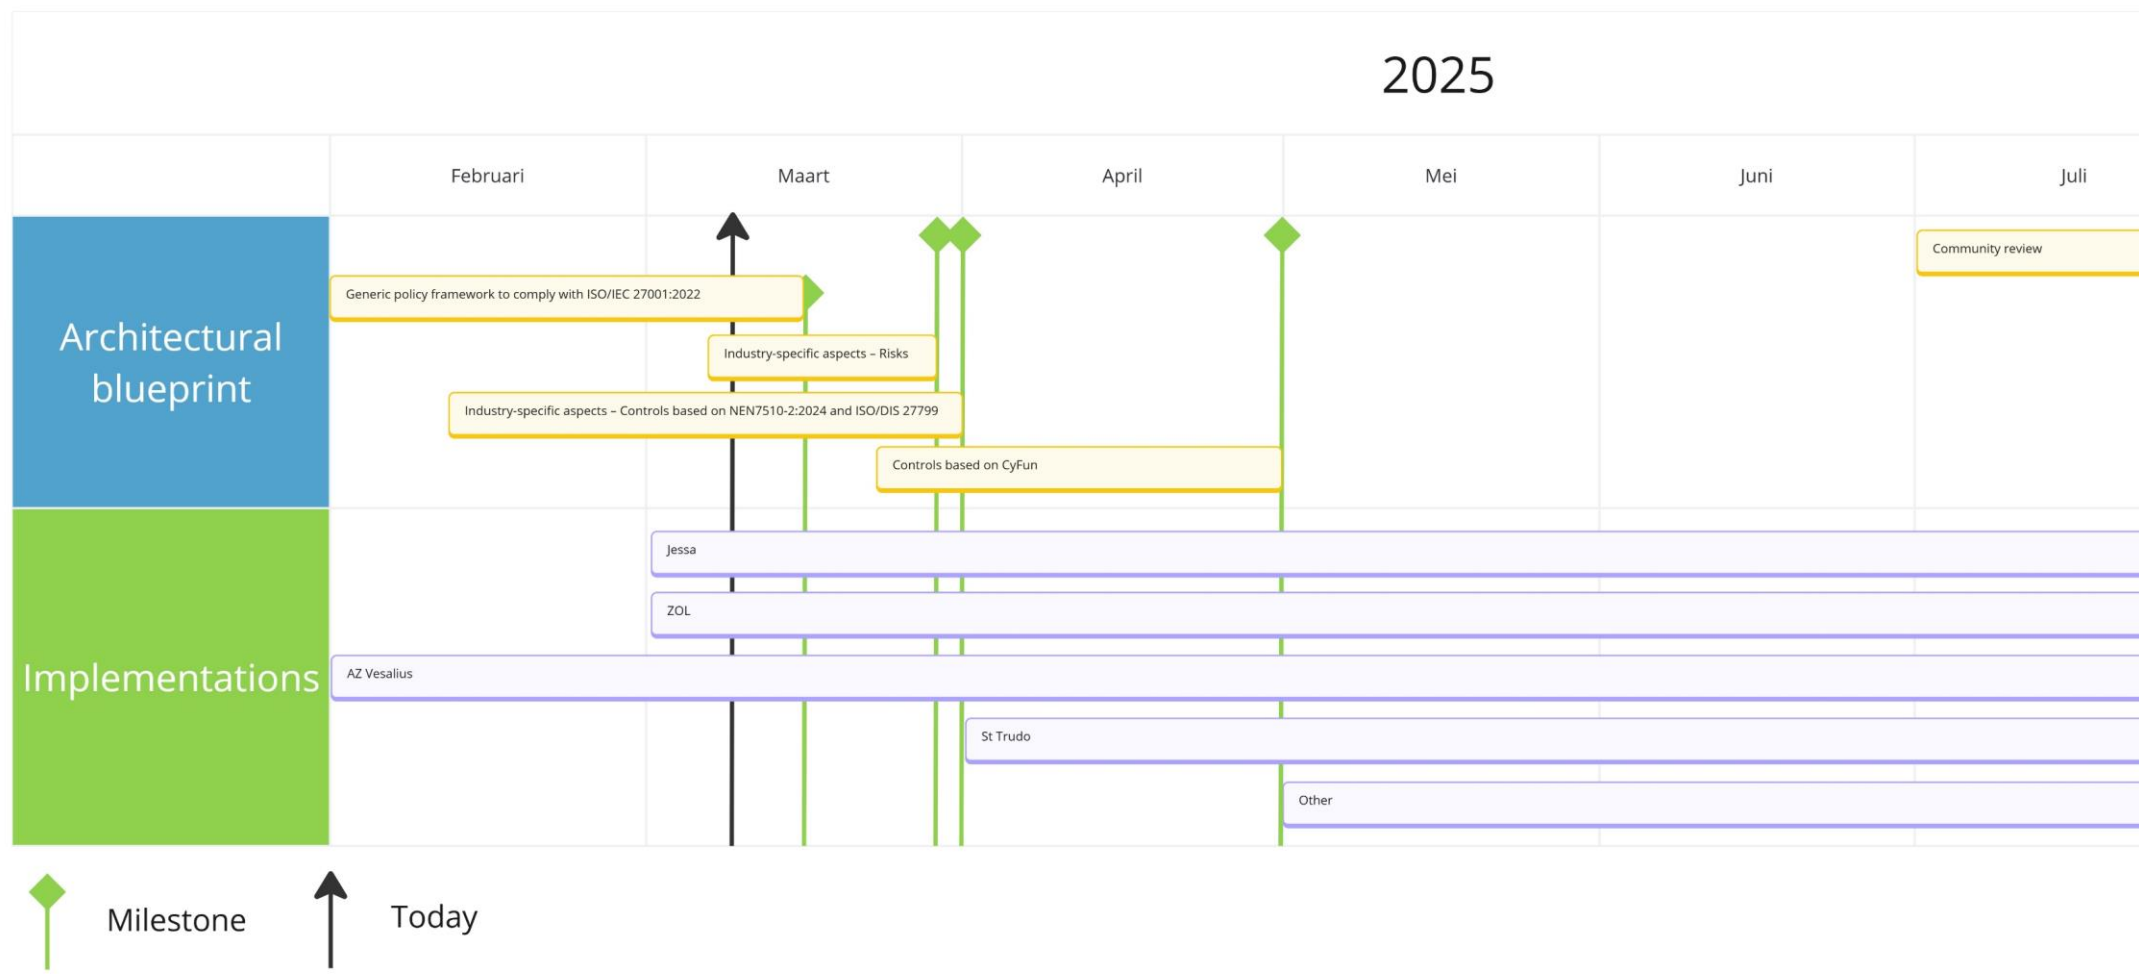 2025
Februari
Maart
April
Mei
Juni
Juli
Architectural
blueprint
Community review
Generic policy framework to comply with ISO/IEC 27001:2022
Industry-specific aspects – Risks
Industry-specific aspects – Controls based on NEN7510-2:2024 and ISO/DIS 27799
Controls based on CyFun
Implementations
Jessa
ZOL
AZ Vesalius
St Trudo
Other
Milestone
Today